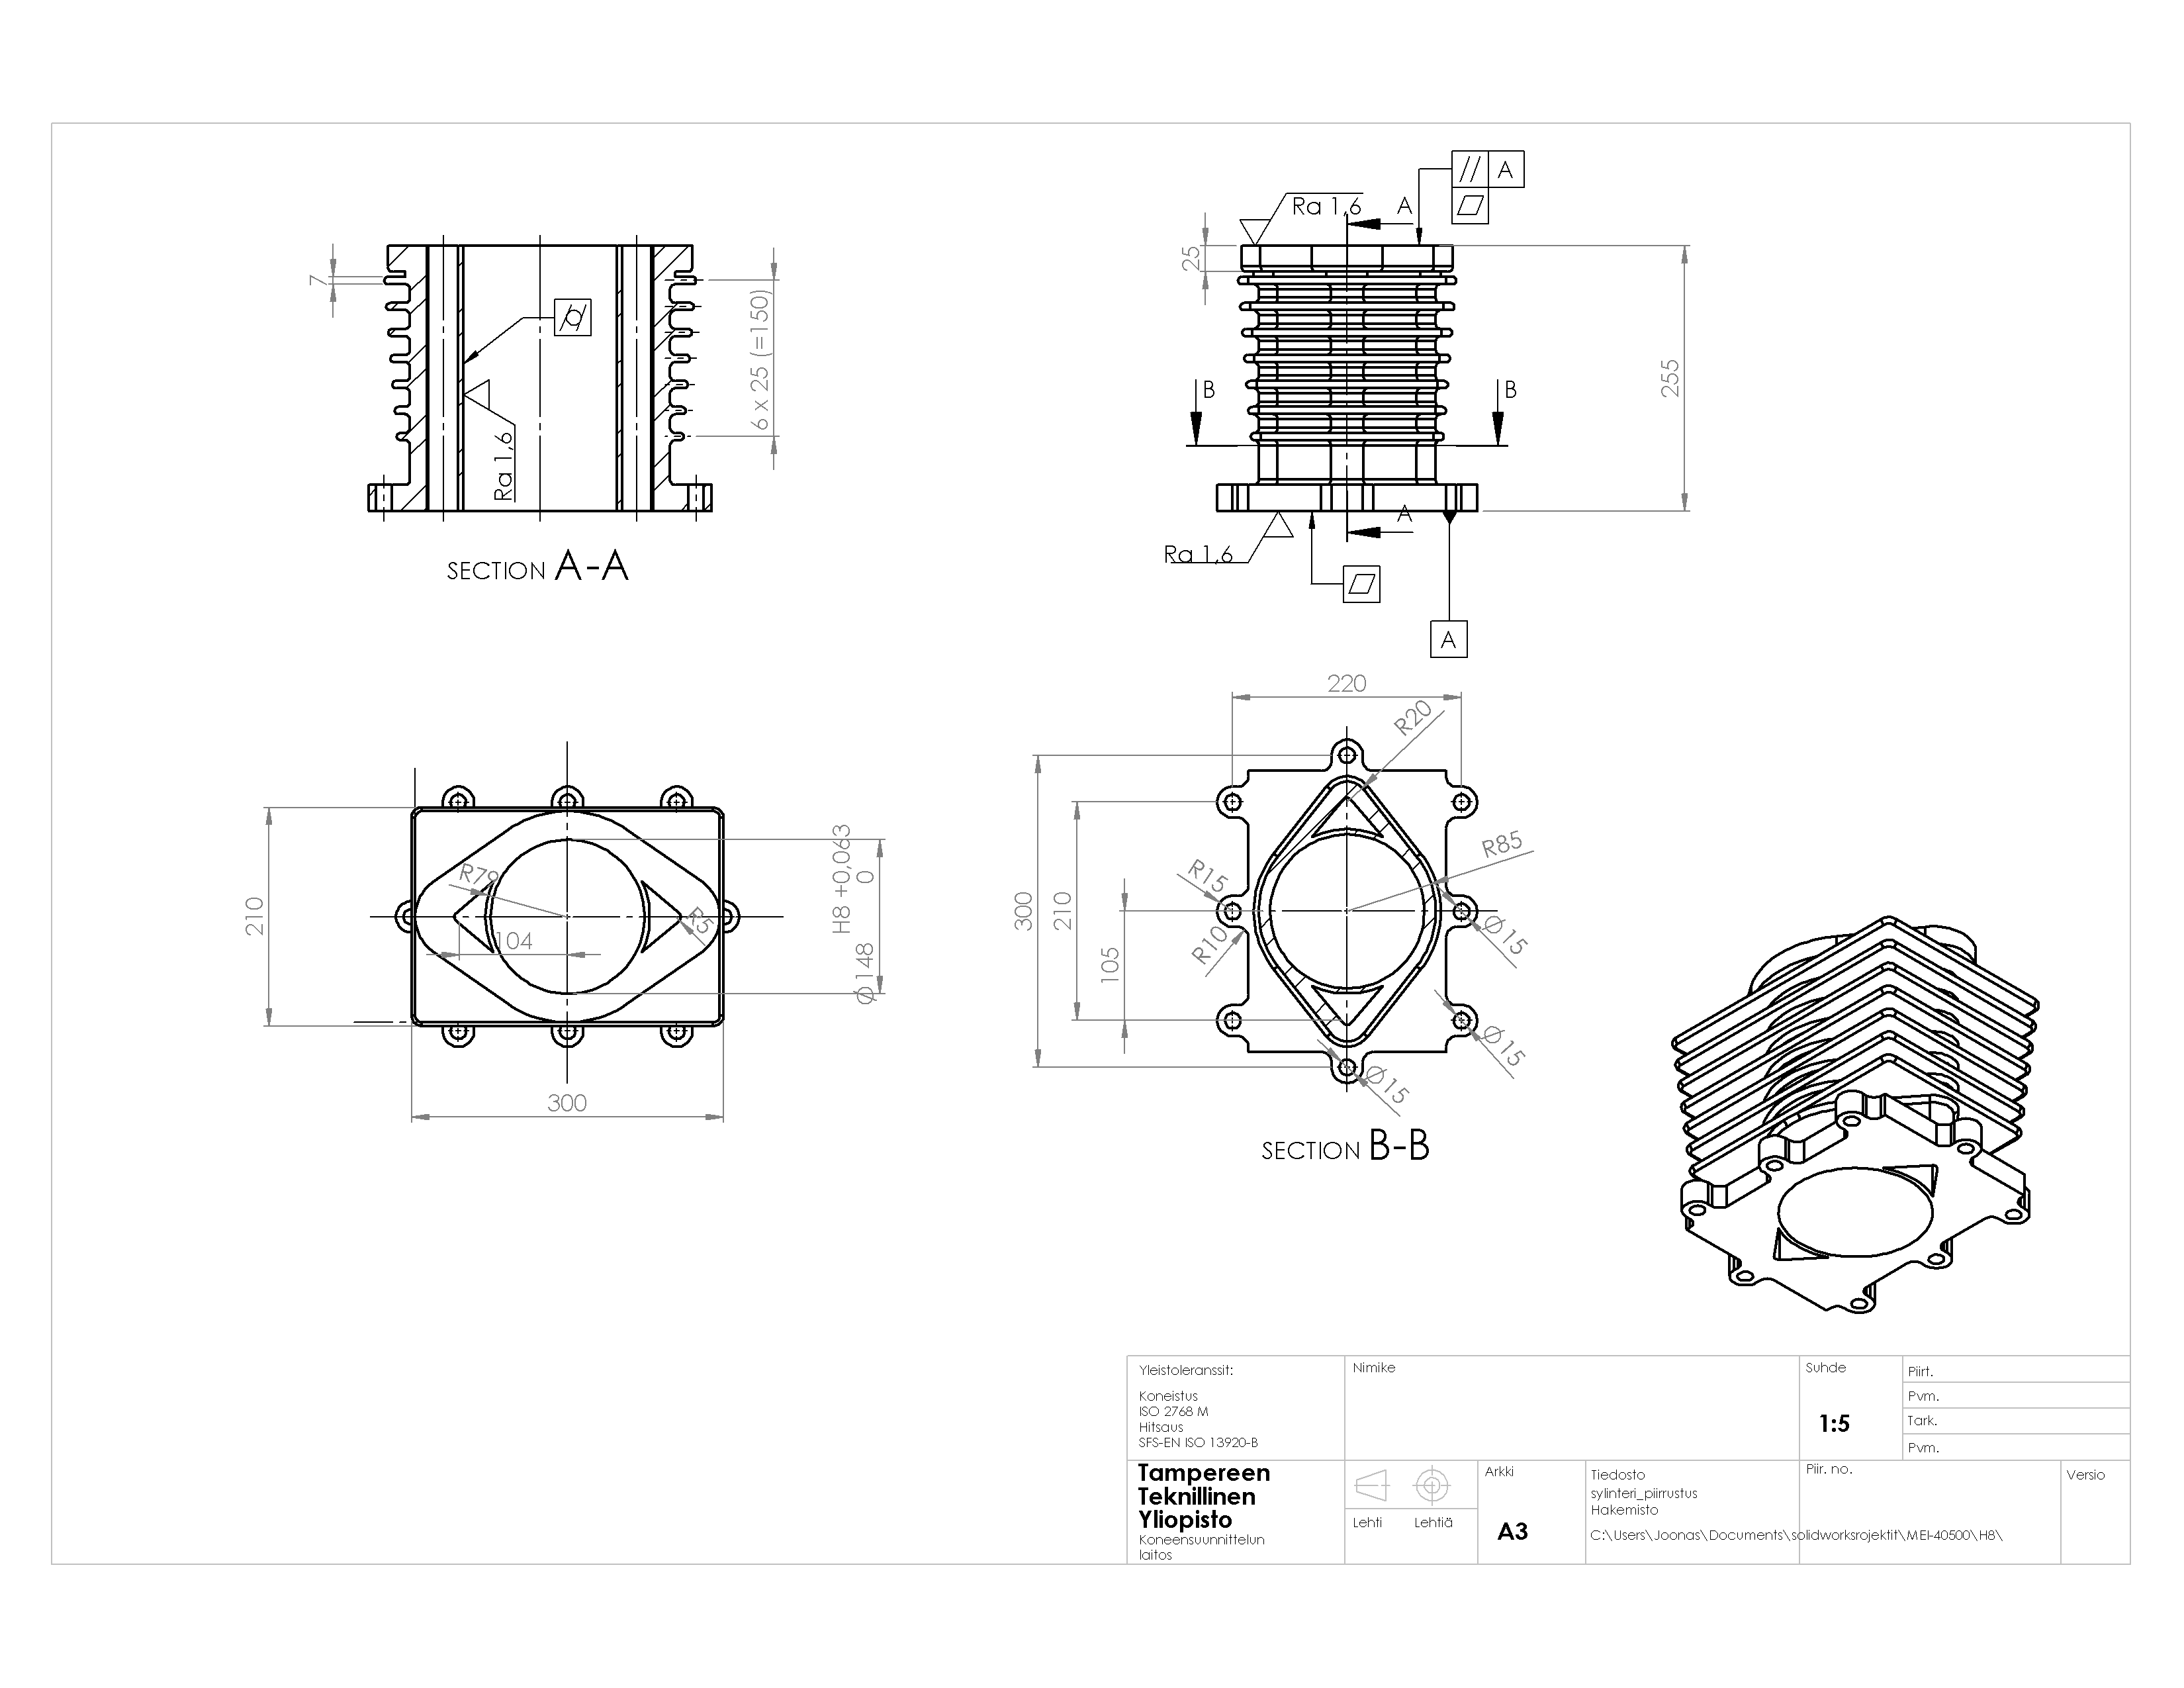 7
6 x 25 (=150)
Ra 1,6
SECTION A-A
Ra 1,6
A
A
25
B
B
255
A
Ra 1,6
A
210
R79
104
R5
H8 +0,063
0
Ø148
300
220
R20
R85
R15
300
210
105
R10
Ø15
Ø15
Ø15
SECTION B-B
Yleistoleranssit:
Koneistus
ISO 2768 M
Hitsaus
SFS-EN ISO 13920-B
Nimike
Suhde
1:5
Piirt.
Pvm.
Tark.
Pvm.
Tampereen
Teknillinen
Yliopisto
Koneensuunnittelun
laitos
Lehti
Lehtiä
Arkki
A3
Tiedosto
sylinteri_piirrustus
Hakemisto
C:\Users\Joonas\Documents\solidworksrojektit\MEI-40500\H8\
Piir. no.
Versio